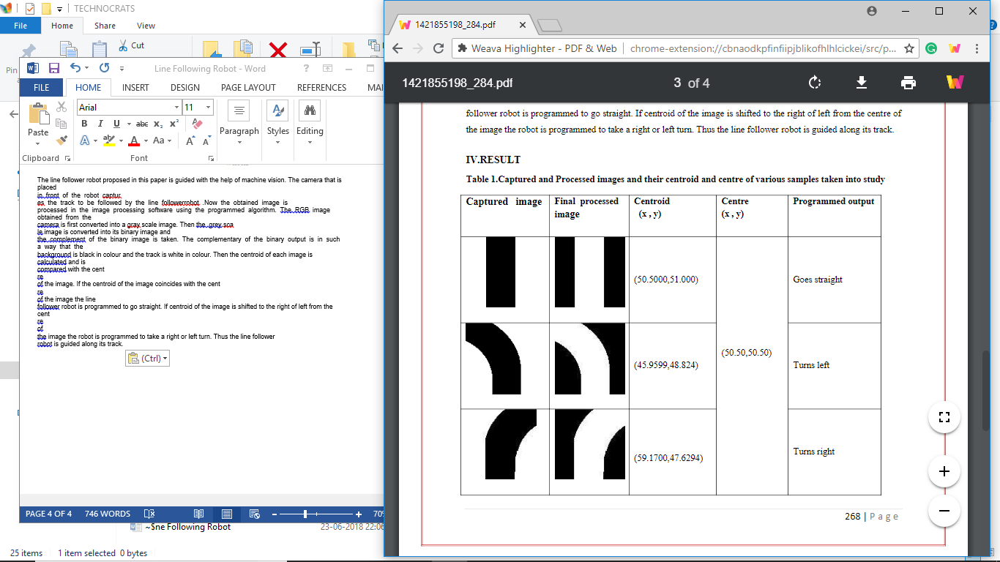 TECHNOCRATS
File Home Share View
Cut
Pin
Line Following Robot - Word
FILE HOME INSERT DESIGN PAGE LAYOUT REFERENCES MAI
Arial 11
Paste
B I U abc x₂ x²
A ab A Aa A A
Paragraph Styles Editing
Clipboard Font
The line follower robot proposed in this paper is guided with the help of machine vision. The camera that is
placed
in front of the robot captur
es the track to be followed by the line followerrobot .Now the obtained image is
processed in the image processing software using the programmed algorithm. The RGB image
obtained from the
camera is first converted into a gray scale image. Then the grey sca
le image is converted into its binary image and
the complement of the binary image is taken. The complementary of the binary output is in such
a way that the
background is black in colour and the track is white in colour. Then the centroid of each image is
calculated and is
compared with the cent
re
of the image. If the centroid of the image coincides with the cent
re
of the image the line
follower robot is programmed to go straight. If centroid of the image is shifted to the right of left from the
cent
re
of
the image the robot is programmed to take a right or left turn. Thus the line follower
robot is guided along its track.
(Ctrl)
PAGE 4 OF 4 746 WORDS 70%
~$ne Following Robot 23-06-2018 22:06
25 items 1 item selected 0 bytes
1421855198_284.pdf
Weava Highlighter - PDF & Web | chrome-extension://cbnaodkpfinfiipjblikofhlhlcickei/src/p...
1421855198_284.pdf 3 of 4
follower robot is programmed to go straight. If centroid of the image is shifted to the right of left from the centre of
the image the robot is programmed to take a right or left turn. Thus the line follower robot is guided along its track.
IV.RESULT
Table 1.Captured and Processed images and their centroid and centre of various samples taken into study
Captured image Final processed Centroid Centre Programmed output
image (x , y) (x , y)
(50.5000,51.000) Goes straight
(50.50,50.50)
(45.9599,48.824) Turns left
(59.1700,47.6294) Turns right
268 | P a g e